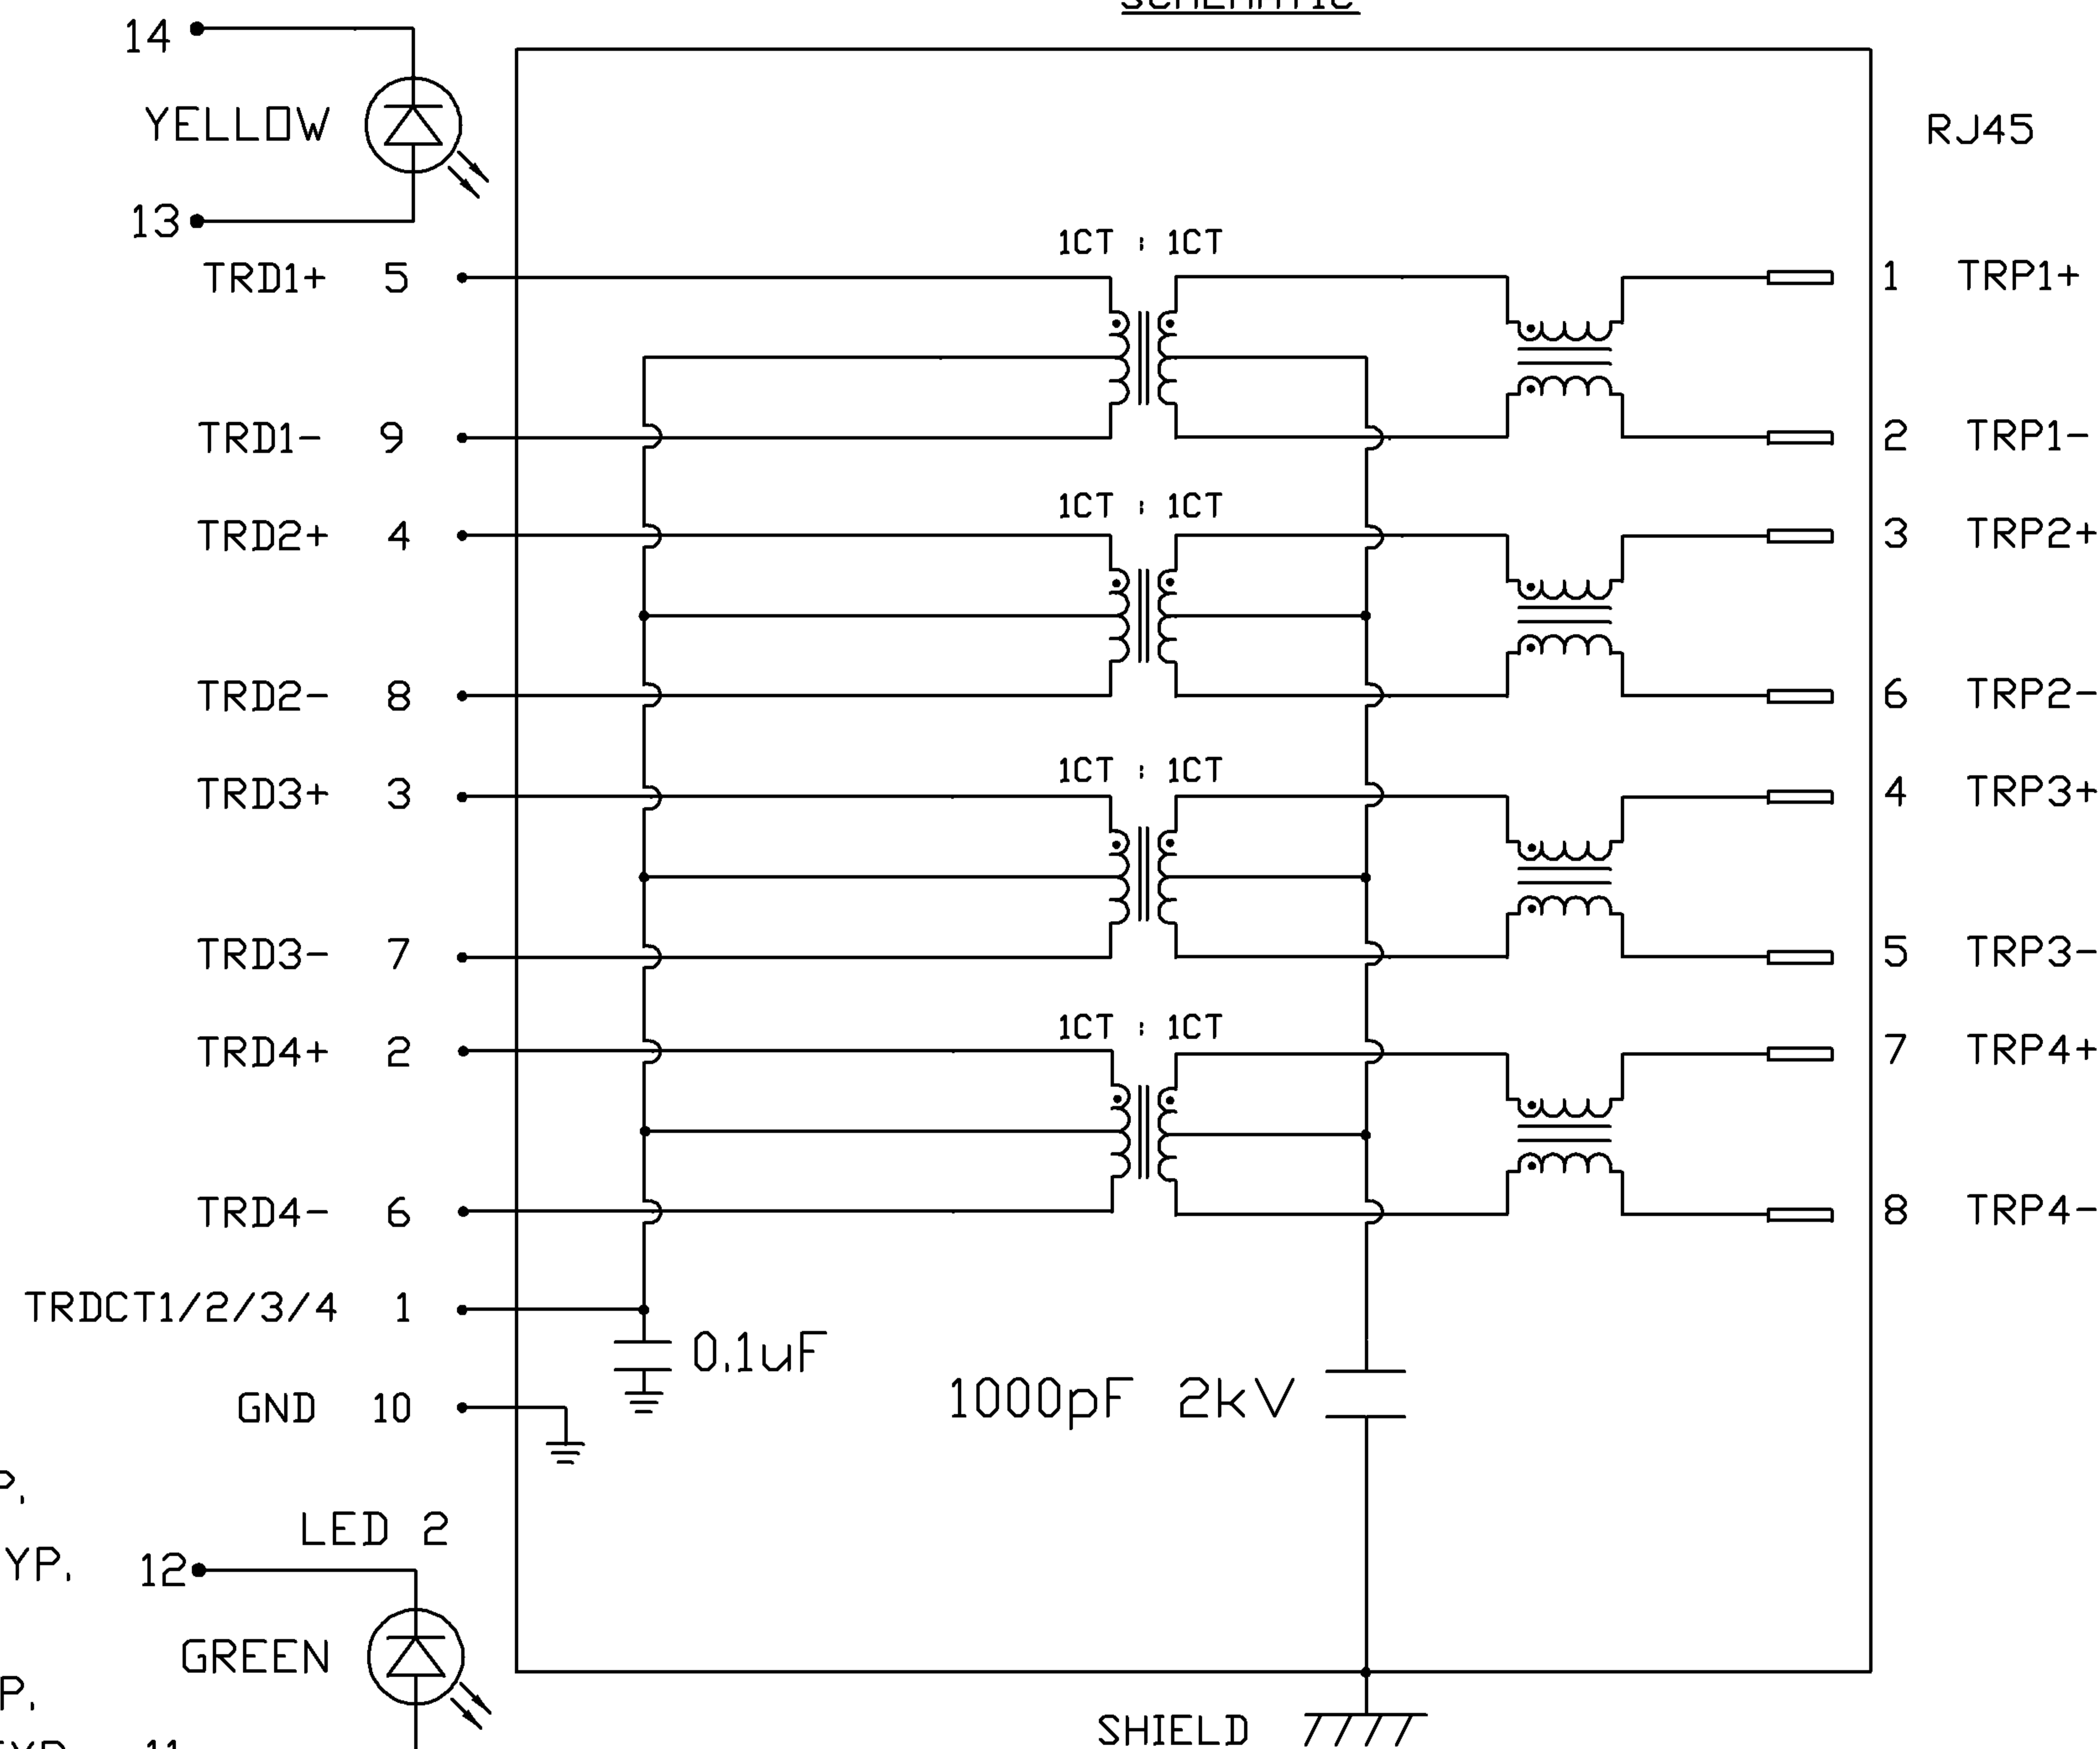 SCHEMATIC
14
YELLOW
13
RJ45
1CT : 1CT
TRD1+ 5
1 TRP1+
TRD1- 9
2 TRP1-
1CT : 1CT
TRD2+ 4
3 TRP2+
TRD2- 8
6 TRP2-
1CT : 1CT
TRD3+ 3
4 TRP3+
TRD3- 7
5 TRP3-
1CT : 1CT
TRD4+ 2
7 TRP4+
TRD4- 6
8 TRP4-
TRDCT1/2/3/4 1
0.1uF
1000pF 2kV
GND 10
P.
LED 2
YP.
12
GREEN
P.
SHIELD
11